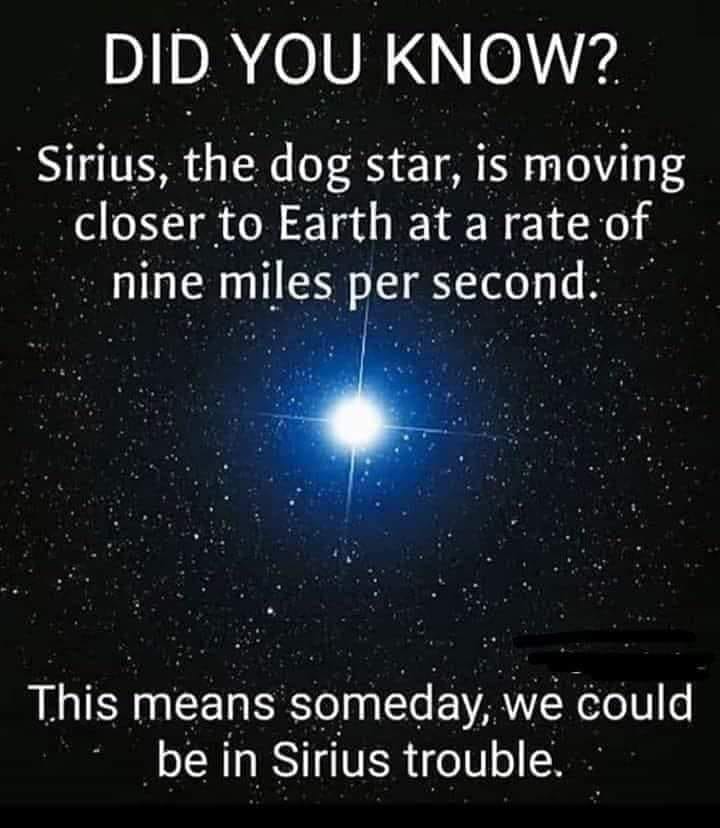 DID YOU KNOW?
Sirius, the dog star, is moving
closer to Earth at a rate of
nine miles per second.
This means someday, we could
be in Sirius trouble.